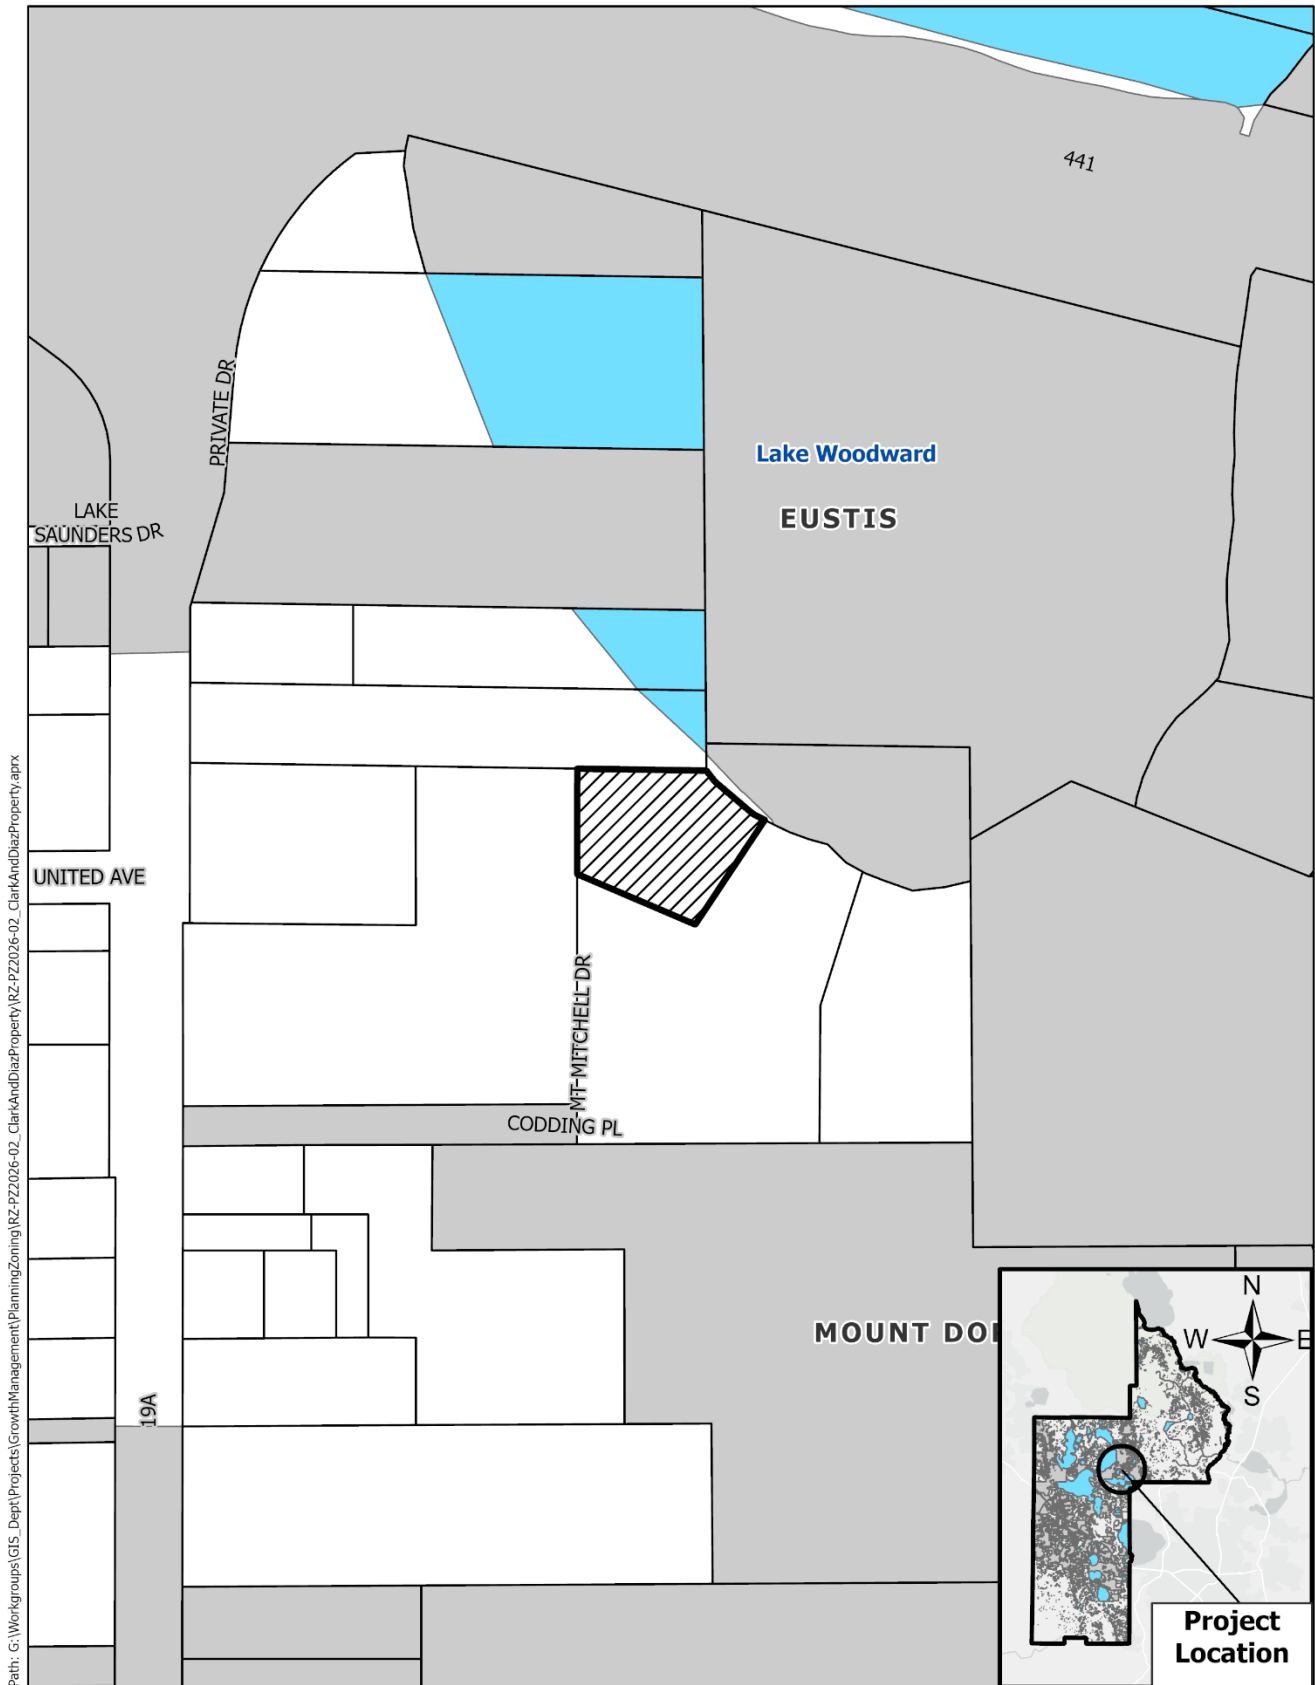 441
PRIVATE DR
Lake Woodward
EUSTIS
LAKE
SAUNDERS DR
UNITED AVE
MT MITCHELL DR
CODDING PL
MOUNT DO
19A
N
W
E
S
Project
Location
Path: G:\Workgroups\GIS_Dept\Projects\GrowthManagement\PlanningZoning\RZ-PZ2026-02_ClarkAndDiazProperty\RZ-PZ2026-02_ClarkAndDiazProperty.aprx